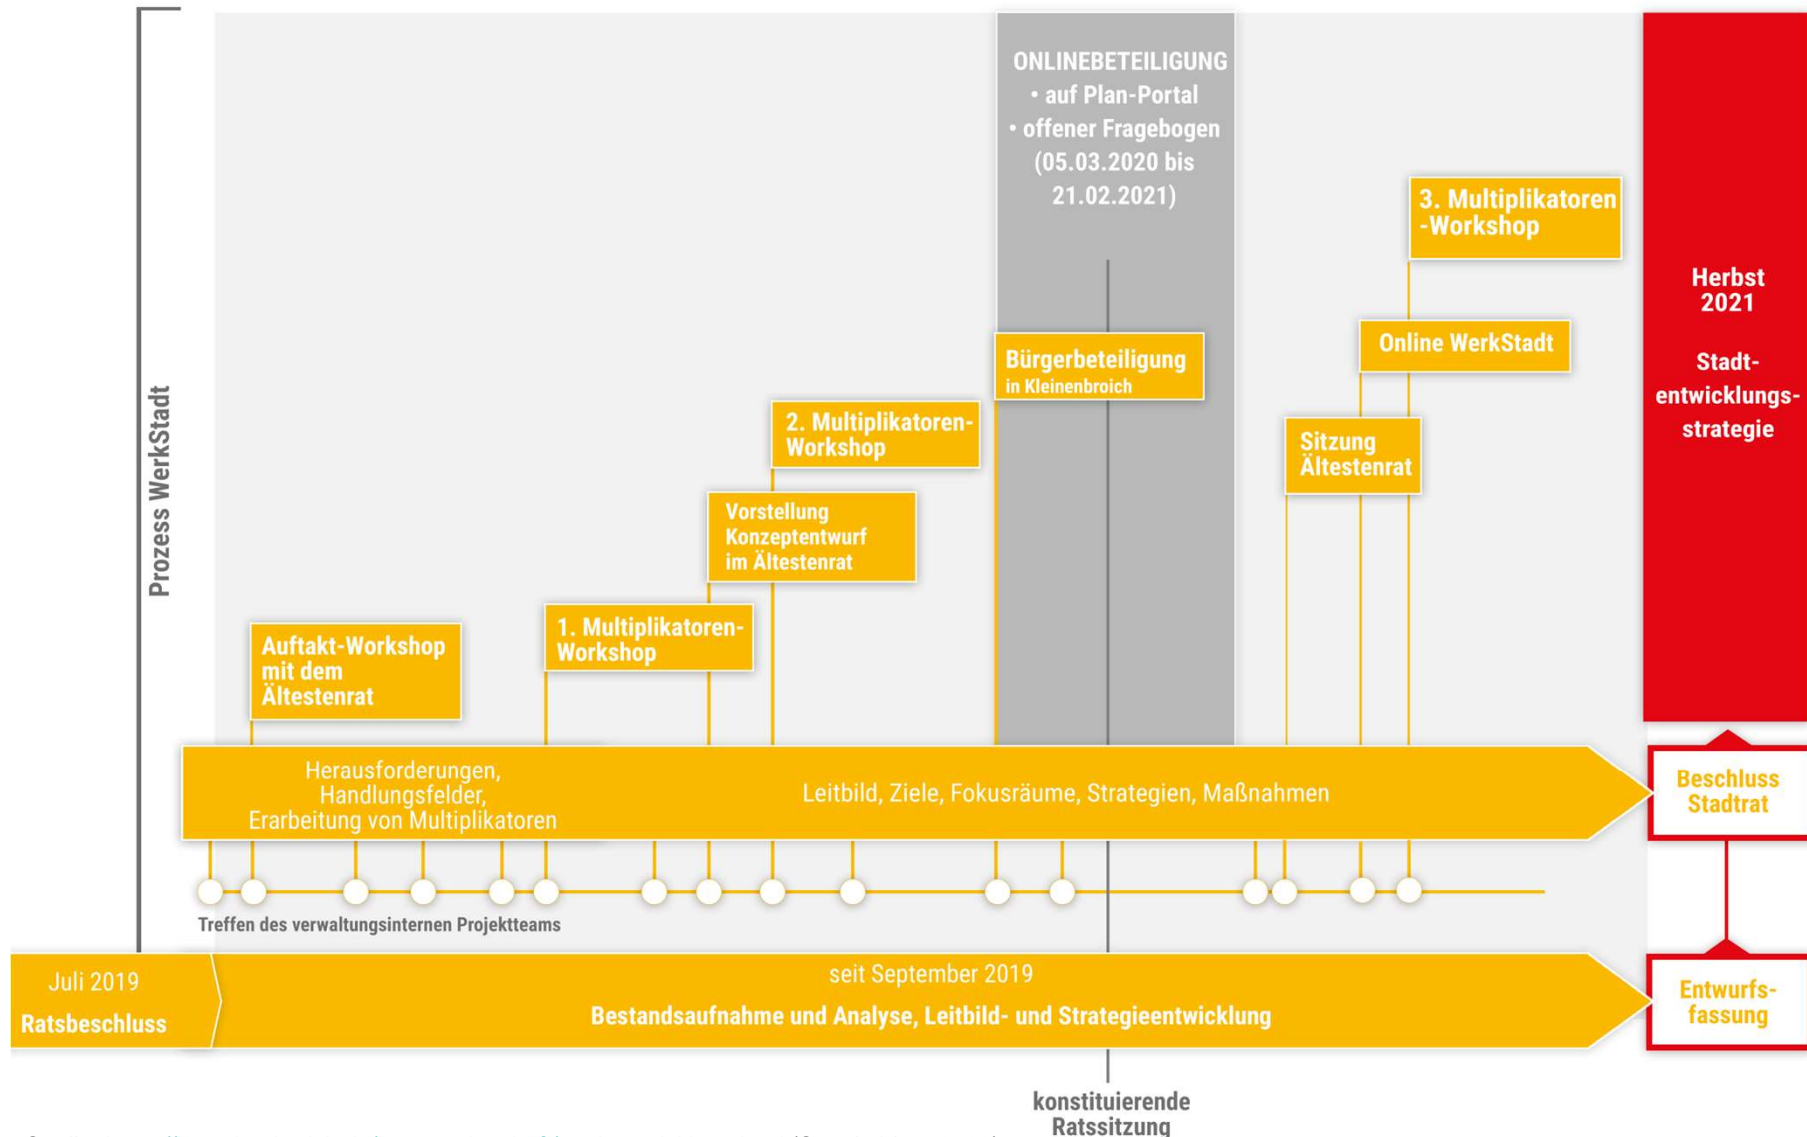 Prozess WerkStadt
ONLINEBETEILIGUNG
• auf Plan-Portal
• offener Fragebogen
(05.03.2020 bis
21.02.2021)
3. Multiplikatoren
-Workshop
Online WerkStadt
Bürgerbeteiligung
in Kleinenbroich
Sitzung
Ältestenrat
2. Multiplikatoren-
Workshop
Vorstellung
Konzeptentwurf
im Ältestenrat
1. Multiplikatoren-
Workshop
Auftakt-Workshop
mit dem
Ältestenrat
Herbst
2021
Stadt-
entwicklungs-
strategie
Herausforderungen,
Handlungsfelder,
Erarbeitung von Multiplikatoren
Leitbild, Ziele, Fokusräume, Strategien, Maßnahmen
Beschluss
Stadtrat
Treffen des verwaltungsinternen Projektteams
Juli 2019
Ratsbeschluss
seit September 2019
Bestandsaufnahme und Analyse, Leitbild- und Strategieentwicklung
Entwurfs-
fassung
konstituierende
Ratssitzung